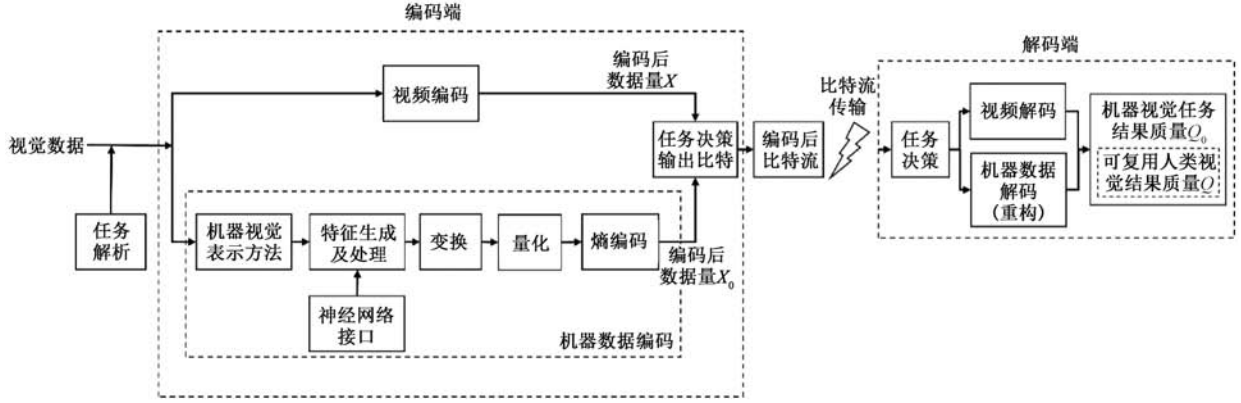 编码端
编码后
数据量X
视频编码
视觉数据
任务决策
输出比特
编码后
比特流
任务
解析
机器视觉
表示方法
特征生成
及处理
变换
量化
熵编码
编码后
数据量X₀
神经网络
接口
机器数据编码
比特流
传输
解码端
任务
决策
视频解码
机器数据
解码
(重构)
机器视觉任务
结果质量Q₀
可复用人类视
觉结果质量Q